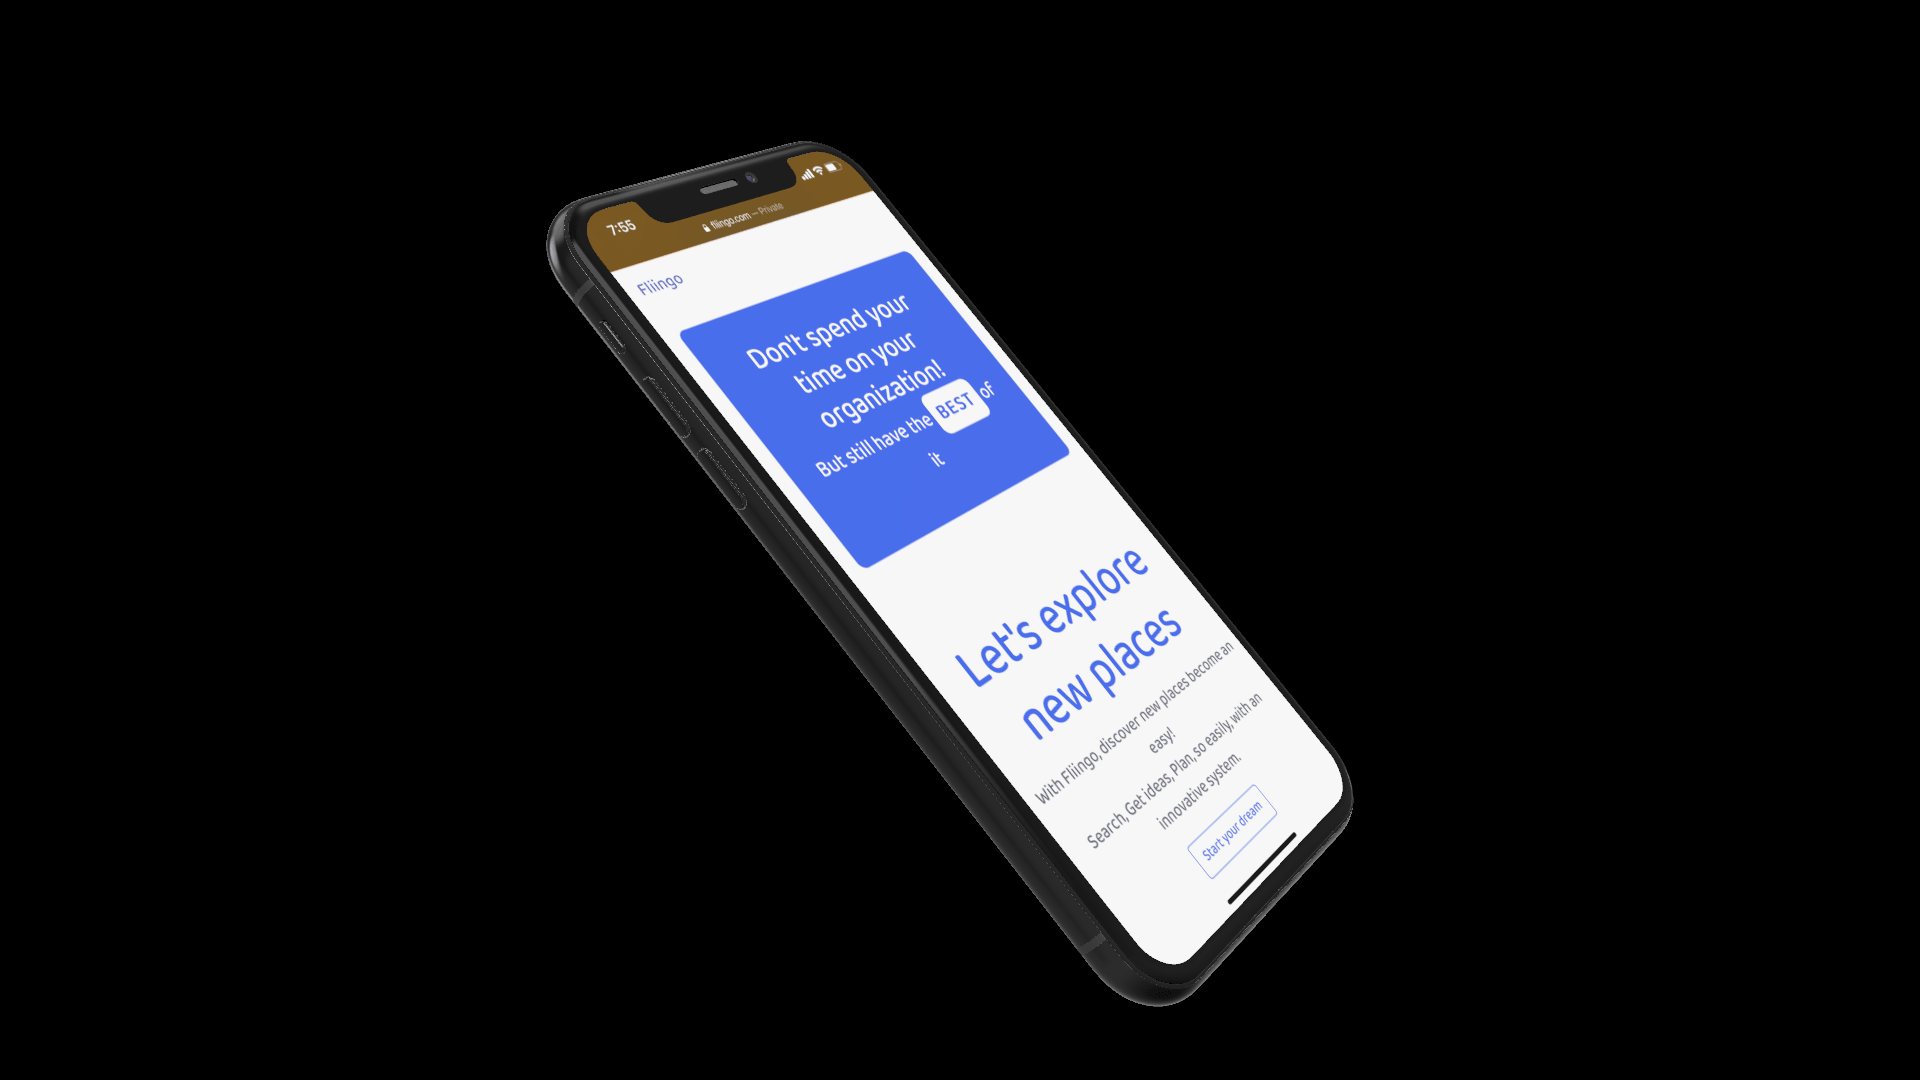 7:55
fliingo.com — Private
Fliingo
Don't spend your
time on your
organization!
But still have the BEST of
it
Let's explore
new places
With Fliingo, discover new places become an
easy!
Search, Get ideas, Plan, so easily, with an
innovative system.
Start your dream